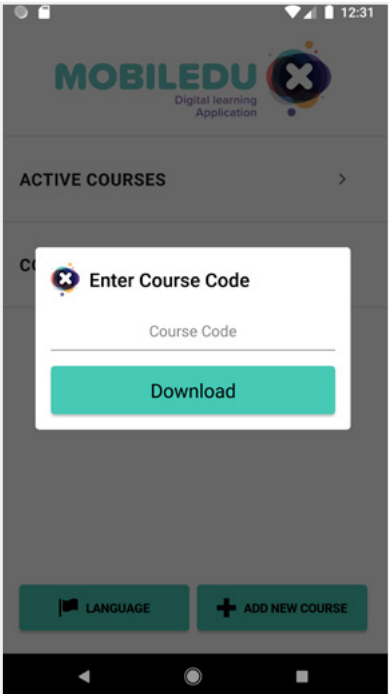 12:31
MOBILEDU
Digital learning
Application
ACTIVE COURSES
Enter Course Code
Course Code
Download
LANGUAGE
ADD NEW COURSE